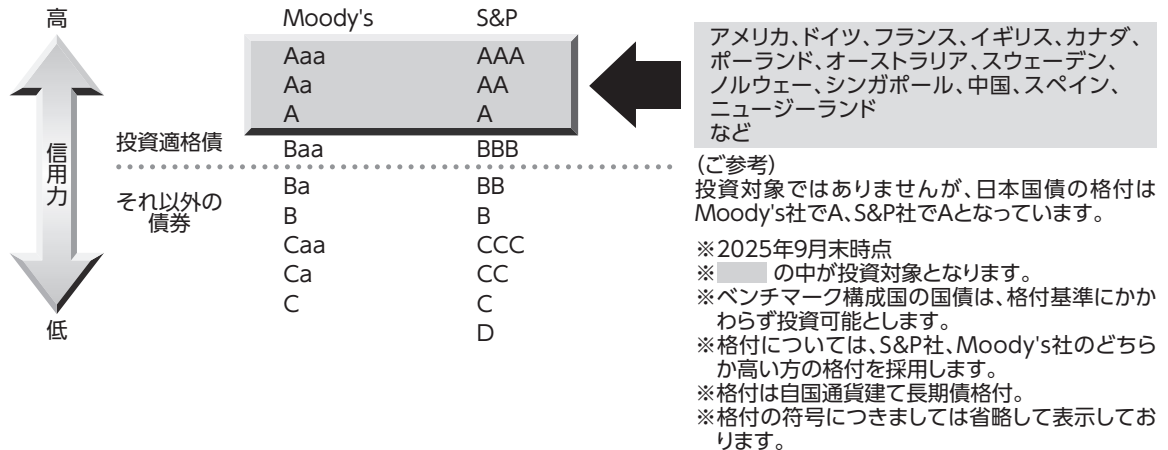 高
信用力
低
Moody's S&P
Aaa AAA
Aa AA
A A
投資適格債 Baa BBB
それ以外の
債券
Ba BB
B B
Caa CCC
Ca CC
C C
D
アメリカ、ドイツ、フランス、イギリス、カナダ、
ポーランド、オーストラリア、スウェーデン、
ノルウェー、シンガポール、中国、スペイン、
ニュージーランド
など
(ご参考)
投資対象ではありませんが、日本国債の格付は
Moody's社でA、S&P社でAとなっています。
※2025年9月末時点
※ の中が投資対象となります。
※ベンチマーク構成国の国債は、格付基準にかか
わらず投資可能とします。
※格付については、S&P社、Moody's社のどちら
か高い方の格付を採用します。
※格付は自国通貨建て長期債格付。
※格付の符号につきましては省略して表示してお
ります。